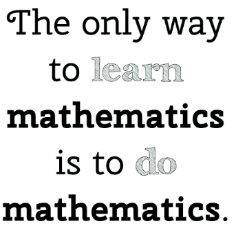 The only way
to learn
mathematics
is to do
mathematics.